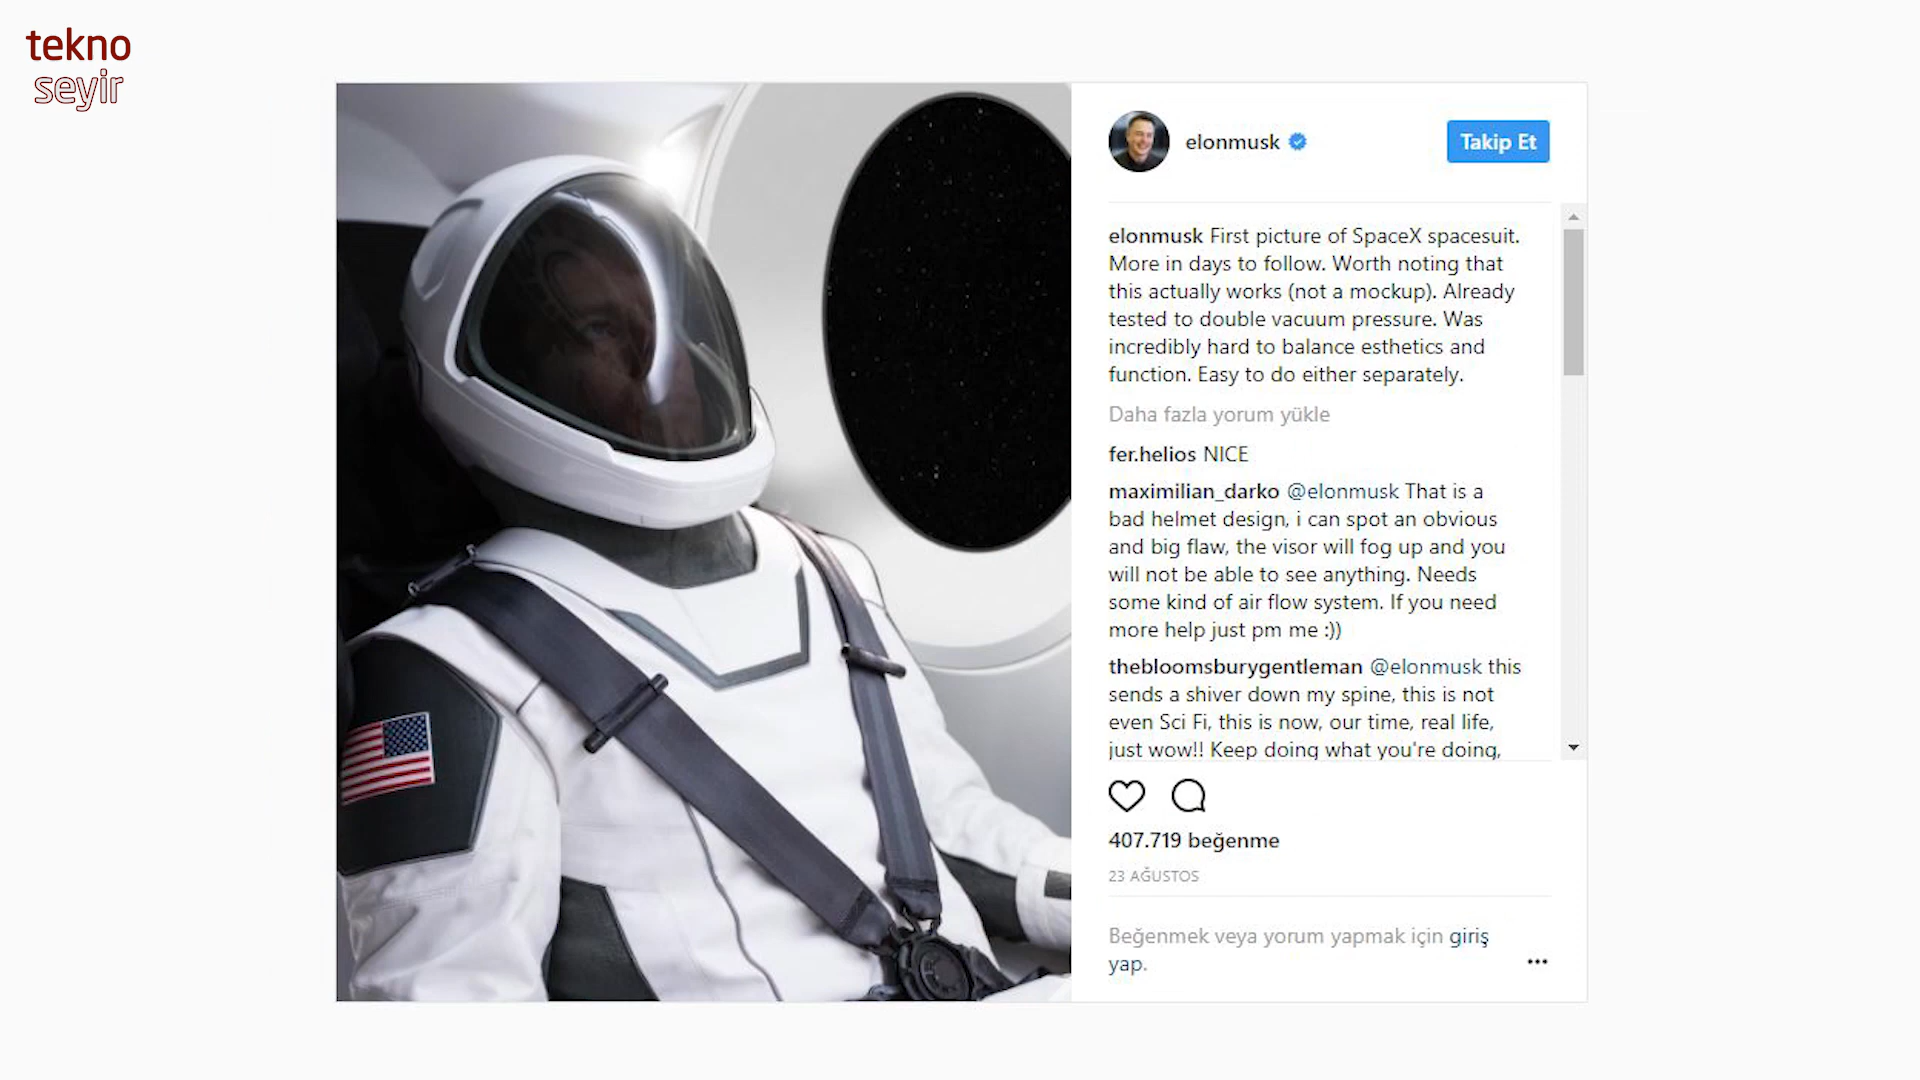 tekno
seyir
elonmusk
Takip Et
elonmusk First picture of SpaceX spacesuit.
More in days to follow. Worth noting that
this actually works (not a mockup). Already
tested to double vacuum pressure. Was
incredibly hard to balance esthetics and
function. Easy to do either separately.
Daha fazla yorum yükle
fer.helios NICE
maximilian_darko @elonmusk That is a
bad helmet design, i can spot an obvious
and big flaw, the visor will fog up and you
will not be able to see anything. Needs
some kind of air flow system. If you need
more help just pm me :))
thebloomsburygentleman @elonmusk this
sends a shiver down my spine, this is not
even Sci Fi, this is now, our time, real life,
just wow!! Keep doing what you're doing,
407.719 beğenme
23 AĞUSTOS
Beğenmek veya yorum yapmak için giriş
yap.